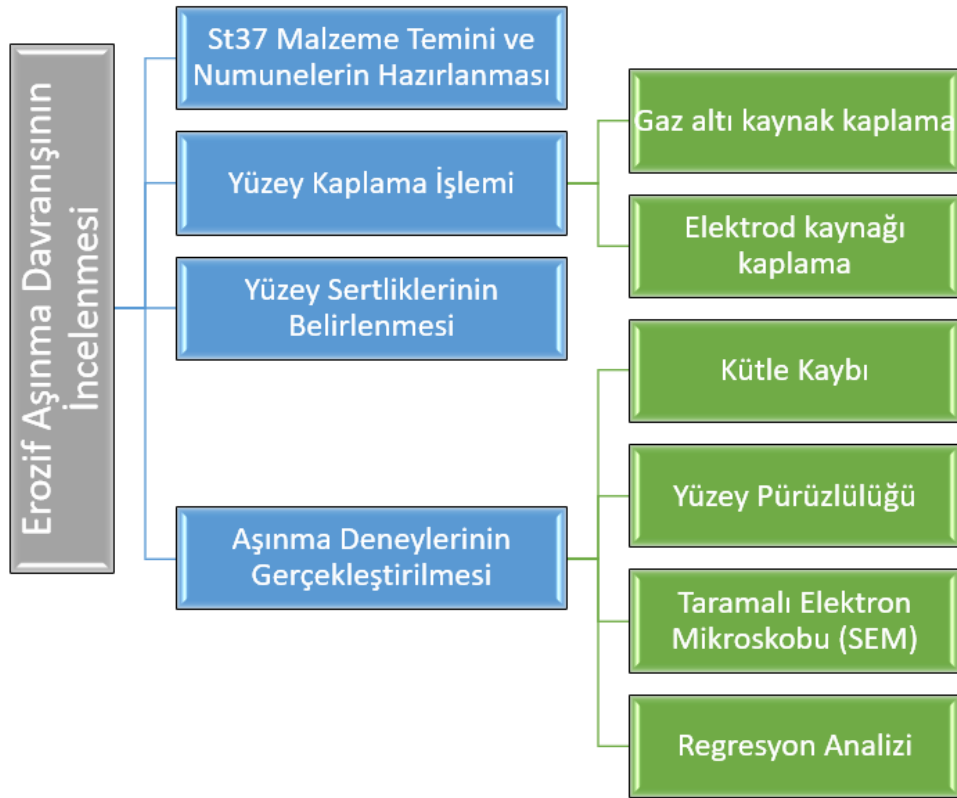 Erozif Aşınma Davranışının
İncelenmesi
St37 Malzeme Temini ve
Numunelerin Hazırlanması
Yüzey Kaplama İşlemi
Gaz altı kaynak kaplama
Elektrod kaynağı
kaplama
Yüzey Sertliklerinin
Belirlenmesi
Aşınma Deneylerinin
Gerçekleştirilmesi
Kütle Kaybı
Yüzey Pürüzlülüğü
Taramalı Elektron
Mikroskobu (SEM)
Regresyon Analizi